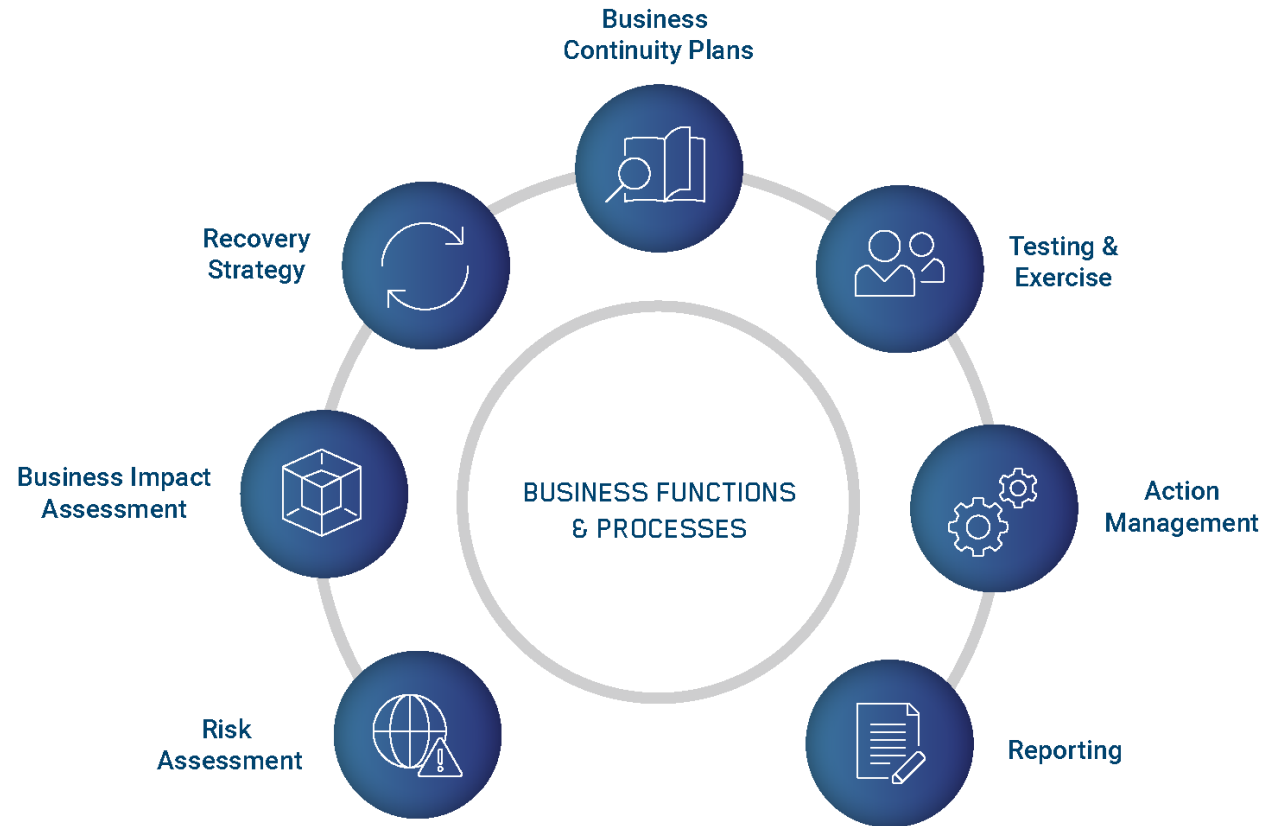 Business
Continuity Plans
Recovery
Strategy
Testing &
Exercise
Business Impact
Assessment
BUSINESS FUNCTIONS
& PROCESSES
Action
Management
Risk
Assessment
Reporting